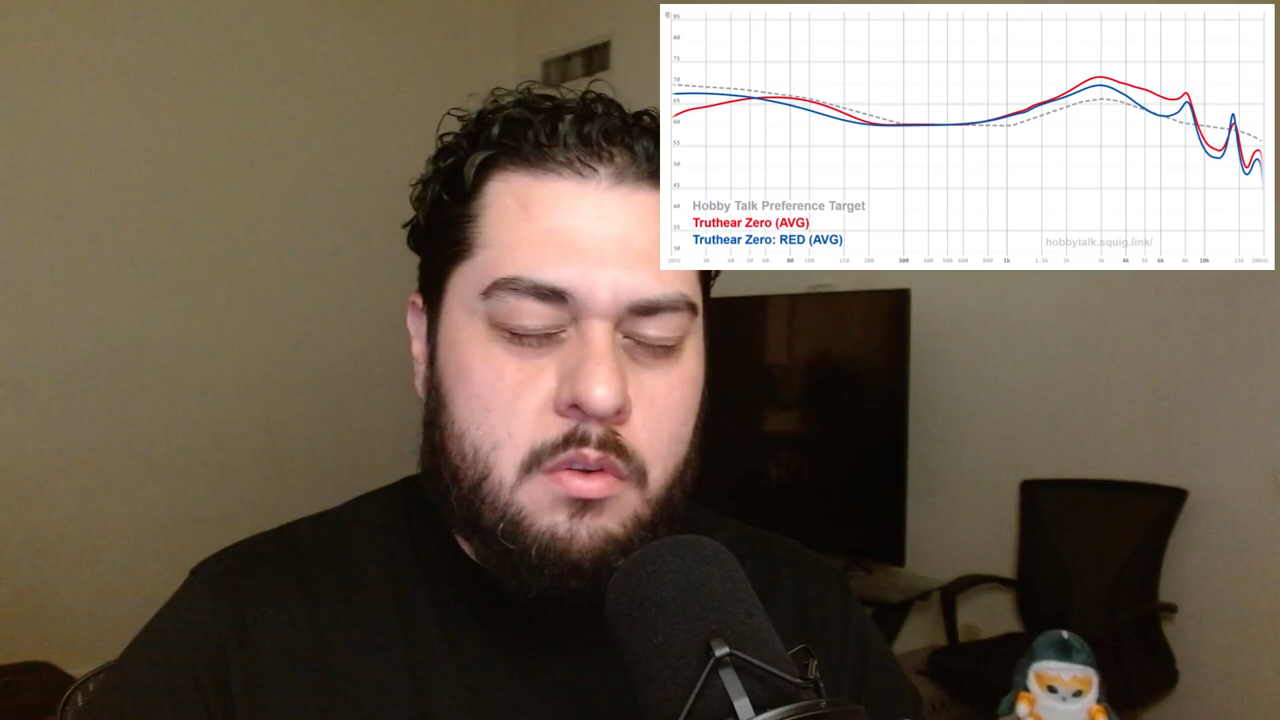 85
80
75
70
65
60
55
50
45
40
35
30
Hobby Talk Preference Target
Truthear Zero (AVG)
Truthear Zero: RED (AVG)
hobbytalk.squig.link/
20Hz 30 40 50 60 80 100 150 200 300 400 500 600 800 1k 1.5k 2k 3k 4k 5k 6k 8k 10k 15k 20kHz